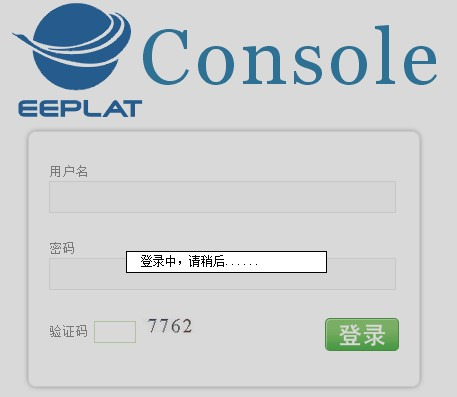 EEPLAT
Console
用户名
密码
登录中，请稍后......
验证码 7762 登录